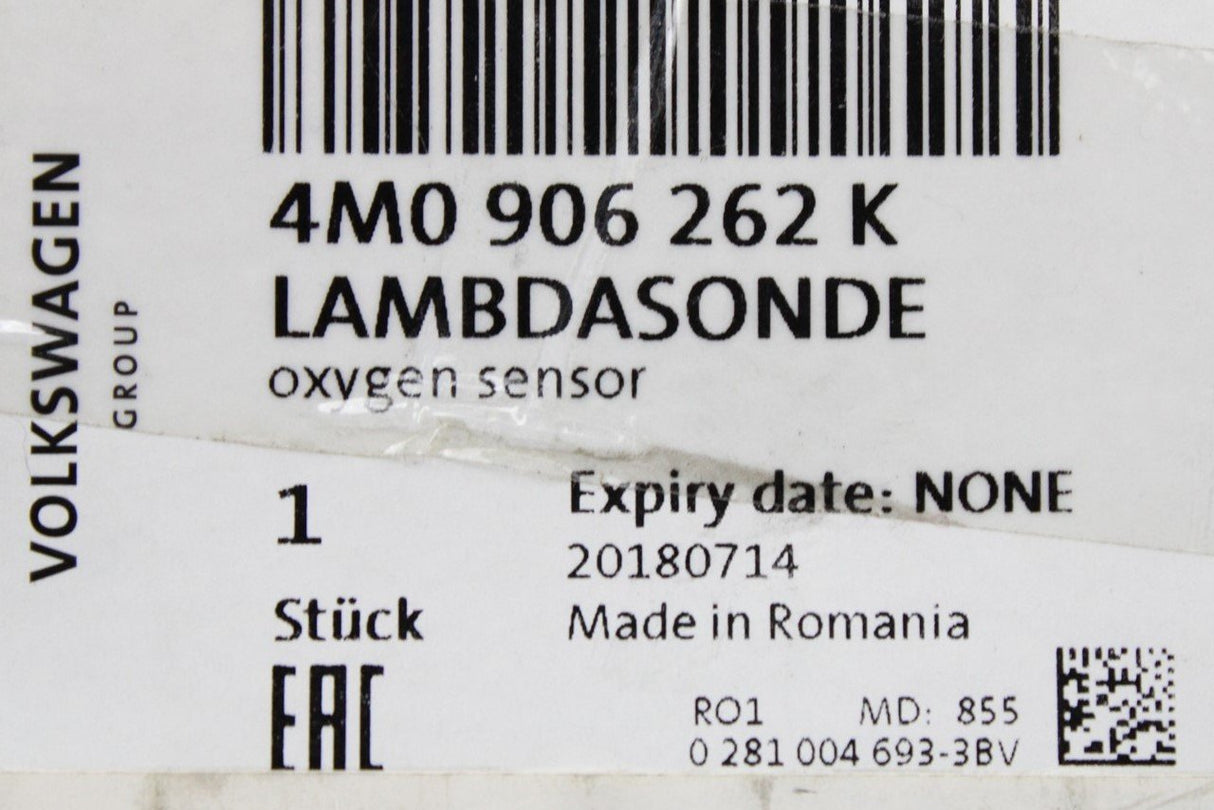 VOLKSWAGEN
GROUP
4M0 906 262 K
LAMBDASONDE
oxygen sensor
1
Expiry date: NONE
20180714
Stück
Made in Romania
EAC
RO1 MD: 855
0 281 004 693-3BV